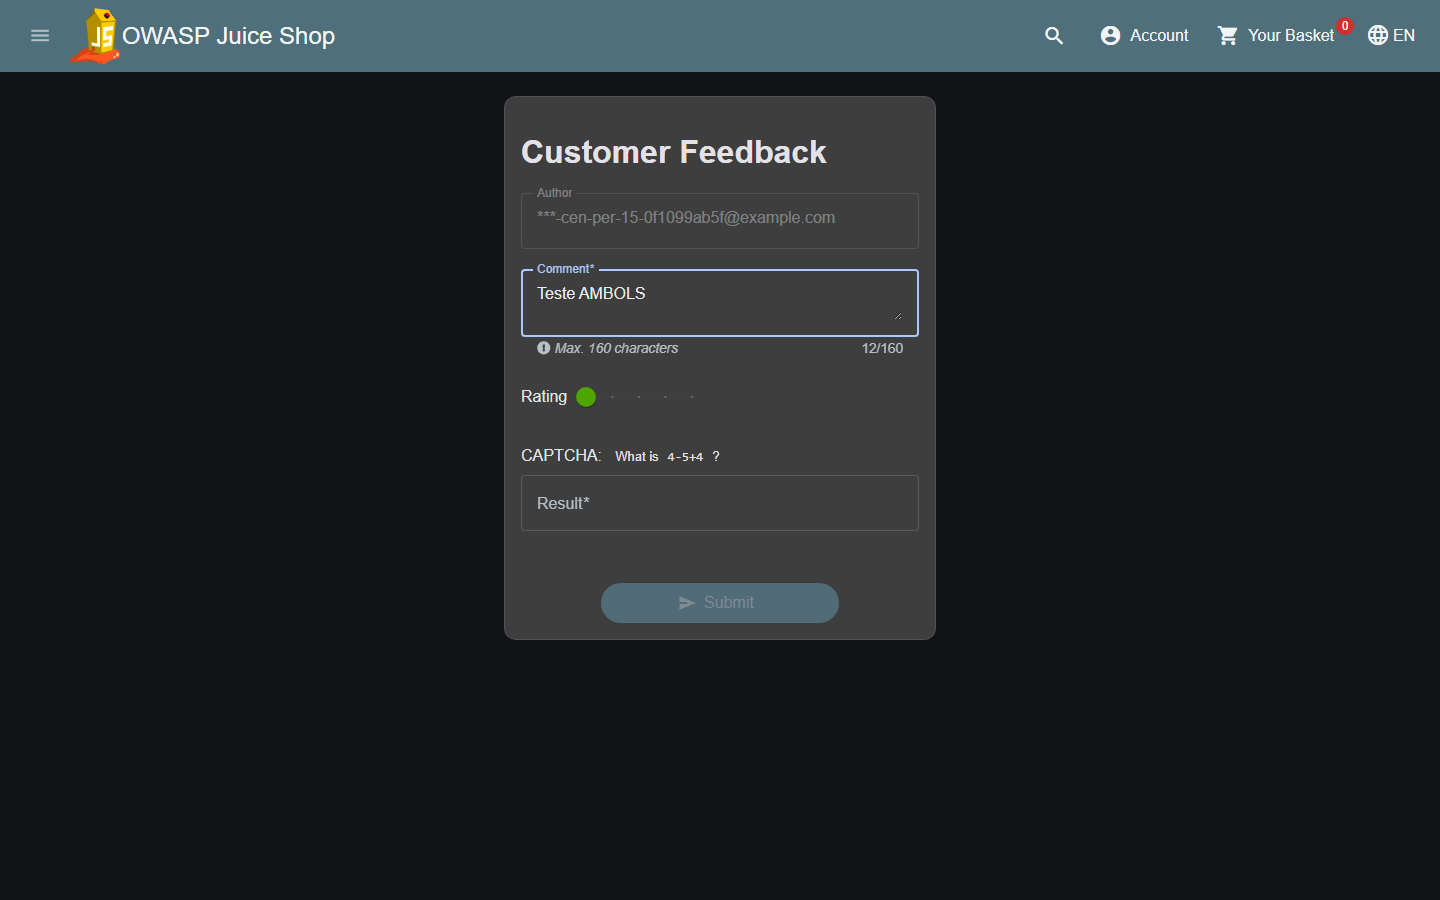 OWASP Juice Shop
Account
Your Basket
0
EN
Customer Feedback
Author
***-cen-per-15-0f1099ab5f@example.com
Comment*
Teste AMBOLS
Max. 160 characters
12/160
Rating
CAPTCHA: What is 4-5+4 ?
Result*
Submit